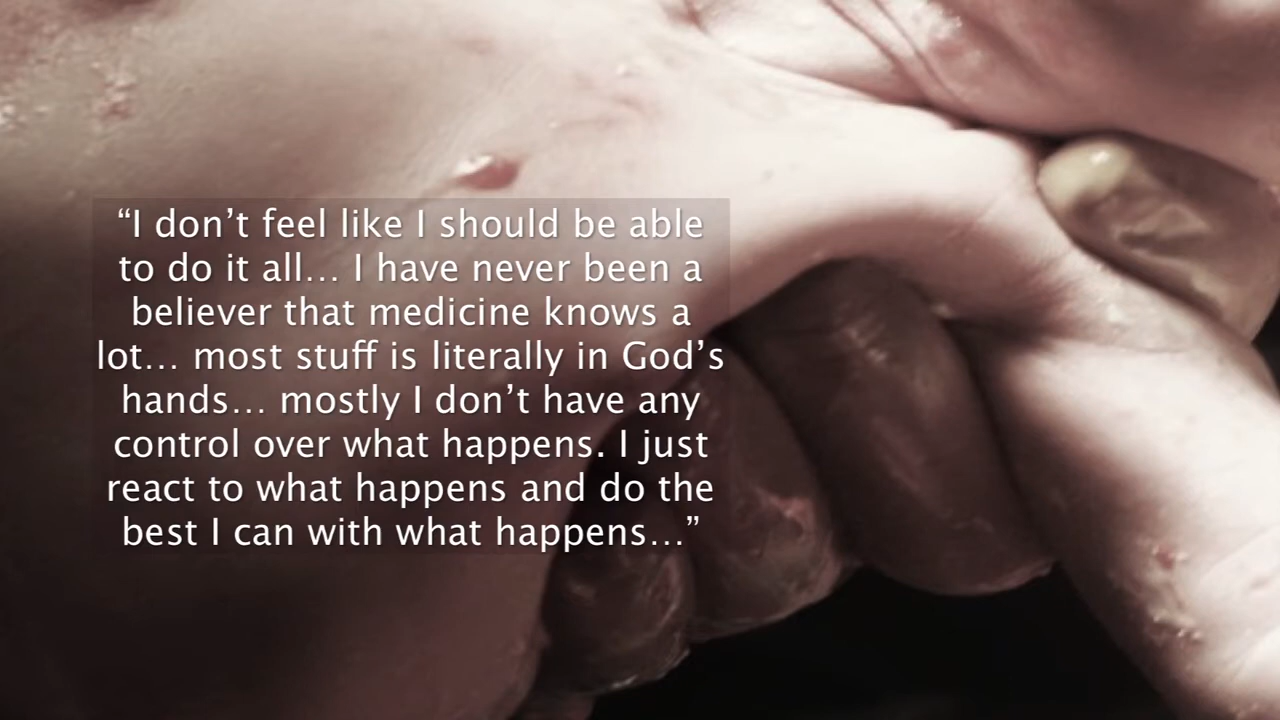 “I don’t feel like I should be able
to do it all… I have never been a
believer that medicine knows a
lot… most stuff is literally in God’s
hands… mostly I don’t have any
control over what happens. I just
react to what happens and do the
best I can with what happens…”